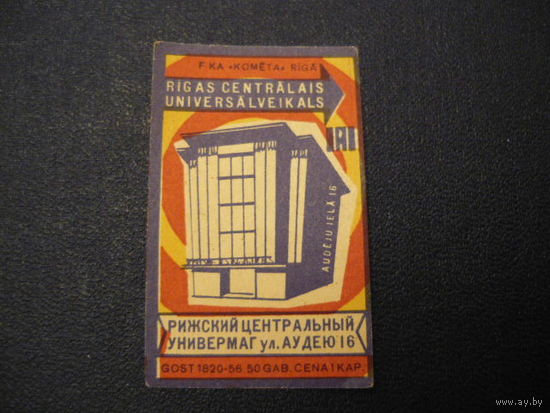 F-KA «KOMĒTA» RĪGĀ
RĪGAS CENTRĀLAIS
UNIVERSĀLVEIKALS
AUDĒJU IELĀ 16
РИЖСКИЙ ЦЕНТРАЛЬНЫЙ
УНИВЕРМАГ ул. АУДЕЮ 16
GOST 1820-56. 50 GAB. CENA 1 KAP.
www.ay.by